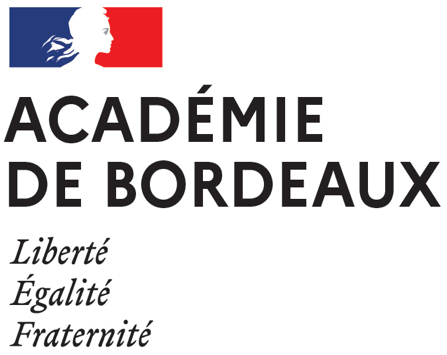 ACADÉMIE
DE BORDEAUX
Liberté
Égalité
Fraternité